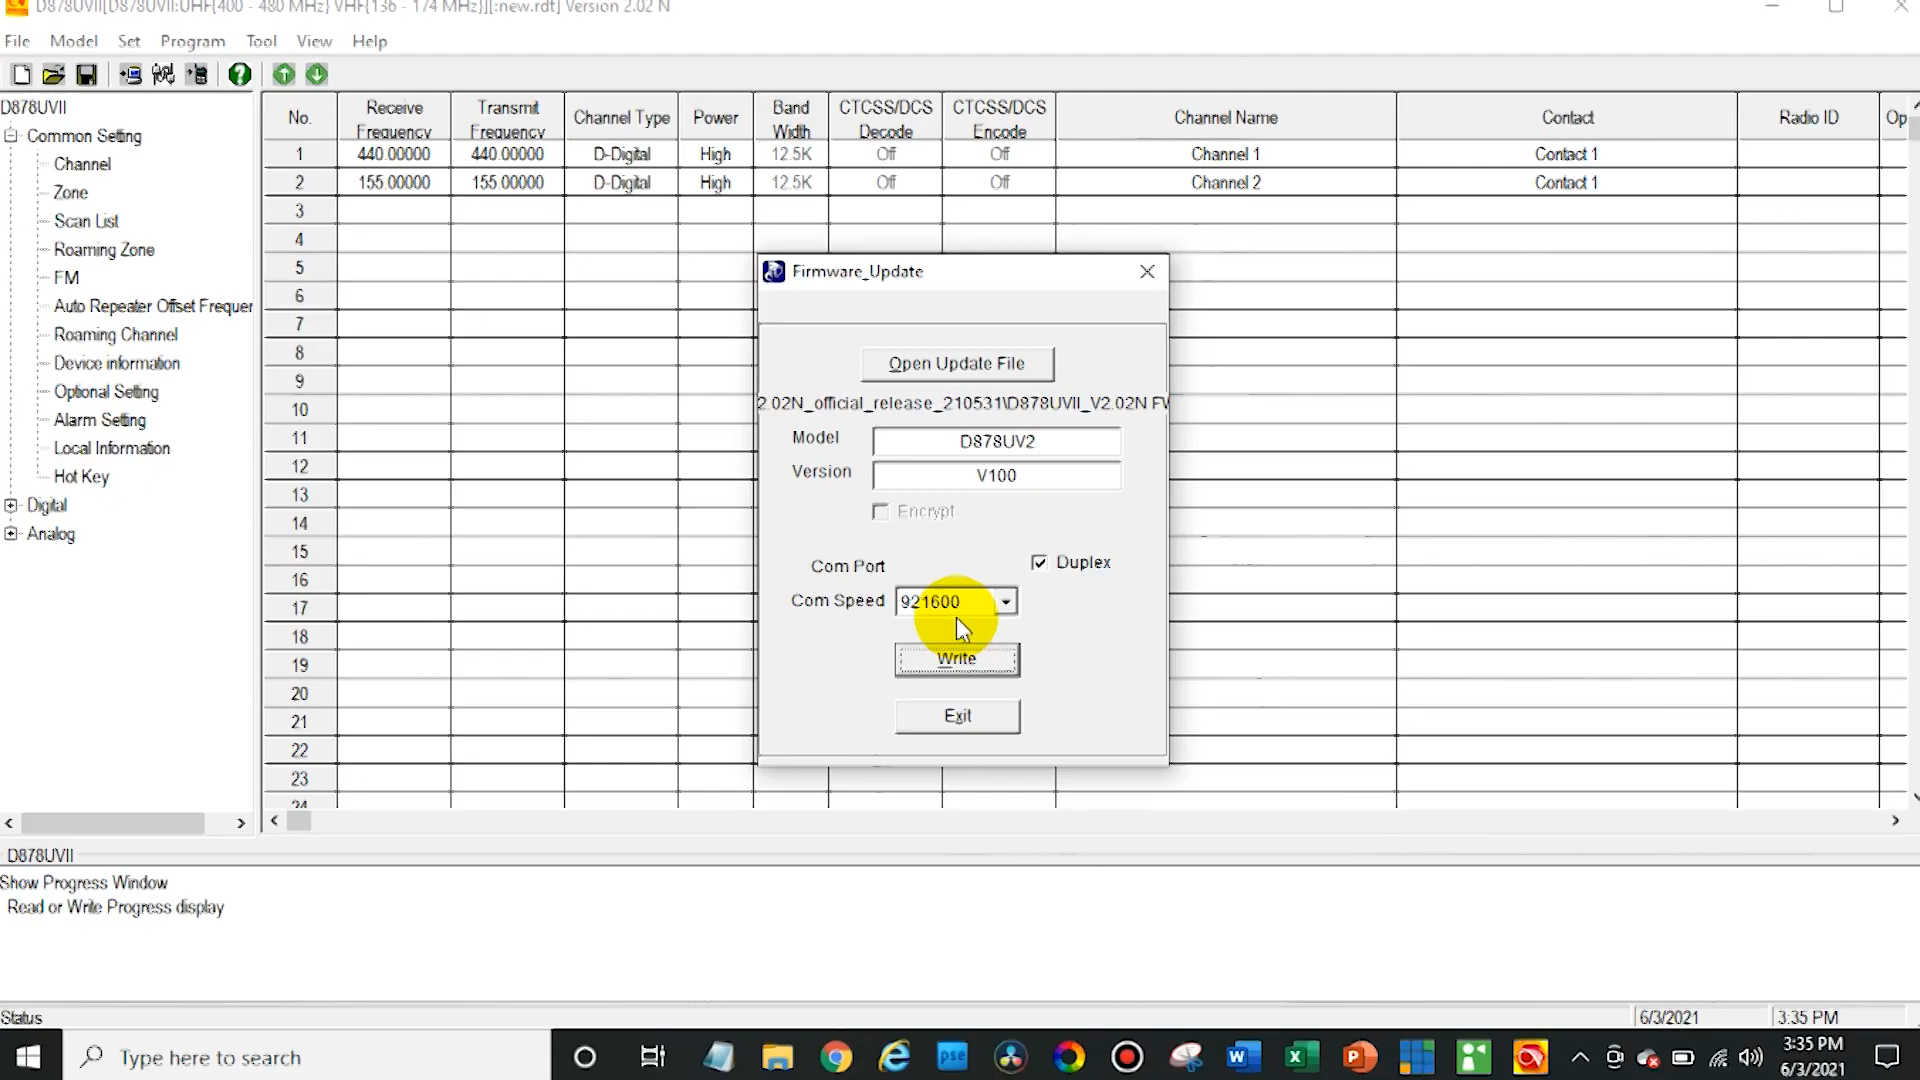 D878UVII[D878UVII:UHF{400 - 480 MHz} VHF{136 - 174 MHz}][:new.rdt] Version 2.02 N
File Model Set Program Tool View Help
D878UVII
Common Setting
Channel
Zone
Scan List
Roaming Zone
FM
Auto Repeater Offset Frequer
Roaming Channel
Device information
Optional Setting
Alarm Setting
Local Information
Hot Key
Digital
Analog
No. Receive Frequency Transmit Frequency Channel Type Power Band Width CTCSS/DCS Decode CTCSS/DCS Encode Channel Name Contact Radio ID Op
1 440.00000 440.00000 D-Digital High 12.5K Off Off Channel 1 Contact 1
2 155.00000 155.00000 D-Digital High 12.5K Off Off Channel 2 Contact 1
3
4
5
6
7
8
9
10
11
12
13
14
15
16
17
18
19
20
21
22
23
24
Firmware_Update
Open Update File
2.02N_official_release_210531\D878UVII_V2.02N FW
Model D878UV2
Version V100
Encrypt
Com Port Duplex
Com Speed 921600
Write
Exit
D878UVII
Show Progress Window
Read or Write Progress display
Status 6/3/2021 3:35 PM
Type here to search
pse
W
X
P
3:35 PM
6/3/2021